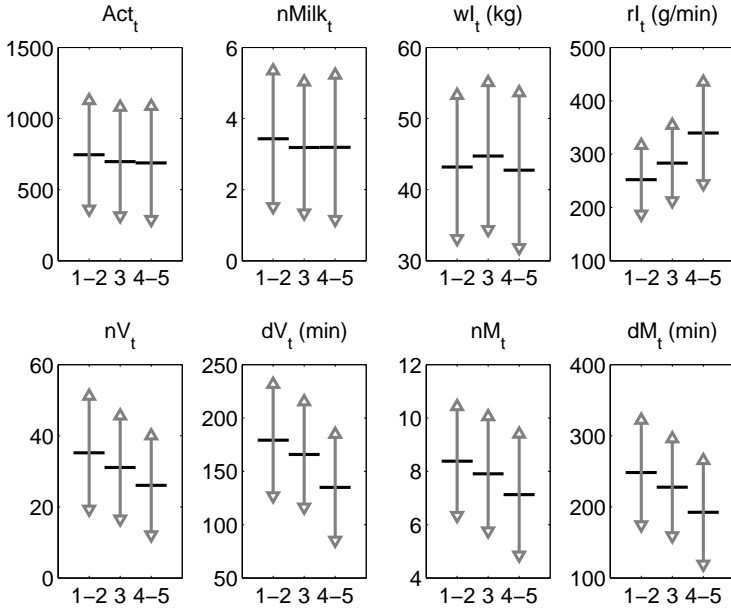 Act_t nMilk_t wI_t (kg) rI_t (g/min)
1500 6 60 500
1000 4 50 400
500 2 40 300
200
0 0 30 100
1−2 3 4−5 1−2 3 4−5 1−2 3 4−5 1−2 3 4−5
nV_t dV_t (min) nM_t dM_t (min)
60 250 12 400
200 10
40 300
150 8
20 200
100 6
0 50 4 100
1−2 3 4−5 1−2 3 4−5 1−2 3 4−5 1−2 3 4−5